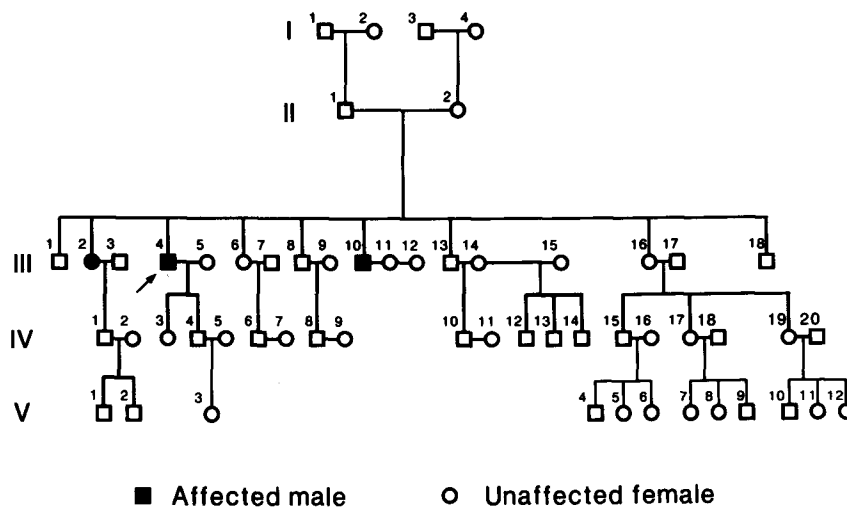 1 2 3 4
I
1 2
II
1 2 3 4 5 6 7 8 9 10 11 12 13 14 15 16 17 18
III
1 2 3 4 5 6 7 8 9 10 11 12 13 14 15 16 17 18 19 20
IV
1 2 3 4 5 6 7 8 9 10 11 12
V
Affected male Unaffected female